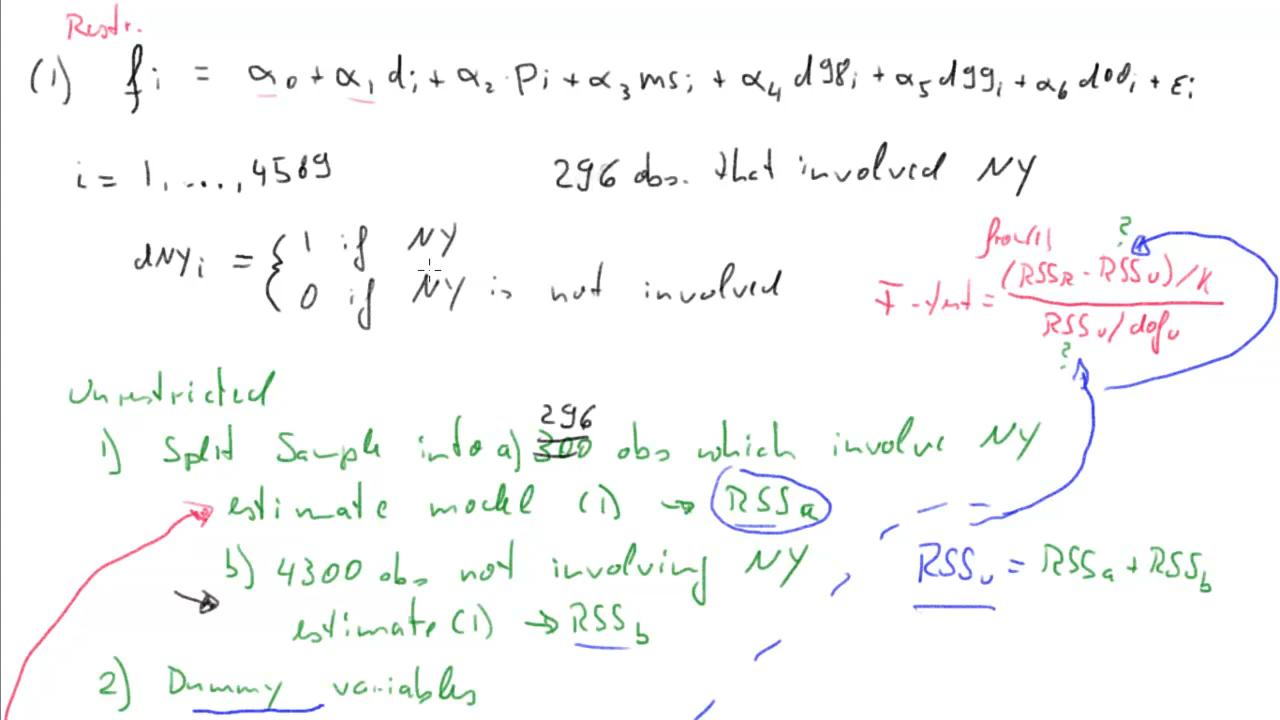 Restr.
(1) fi = α0 + α1 di + α2 · Pi + α3 msi + α4 d98i + α5 d99i + α6 d00i + εi
i = 1, ..., 4589 296 obs. that involved NY
dNYi = { 1 if NY
0 if NY is not involved
from (1) ?
F-test = (RSSR - RSSU)/K
RSSU/dofU
?
Unrestricted
296
1) Split Sample into a) 300 obs which involve NY
estimate model (1) → RSSa
b) 4300 obs not involving NY
RSSU = RSSa + RSSb
estimate (1) → RSSb
2) Dummy variables